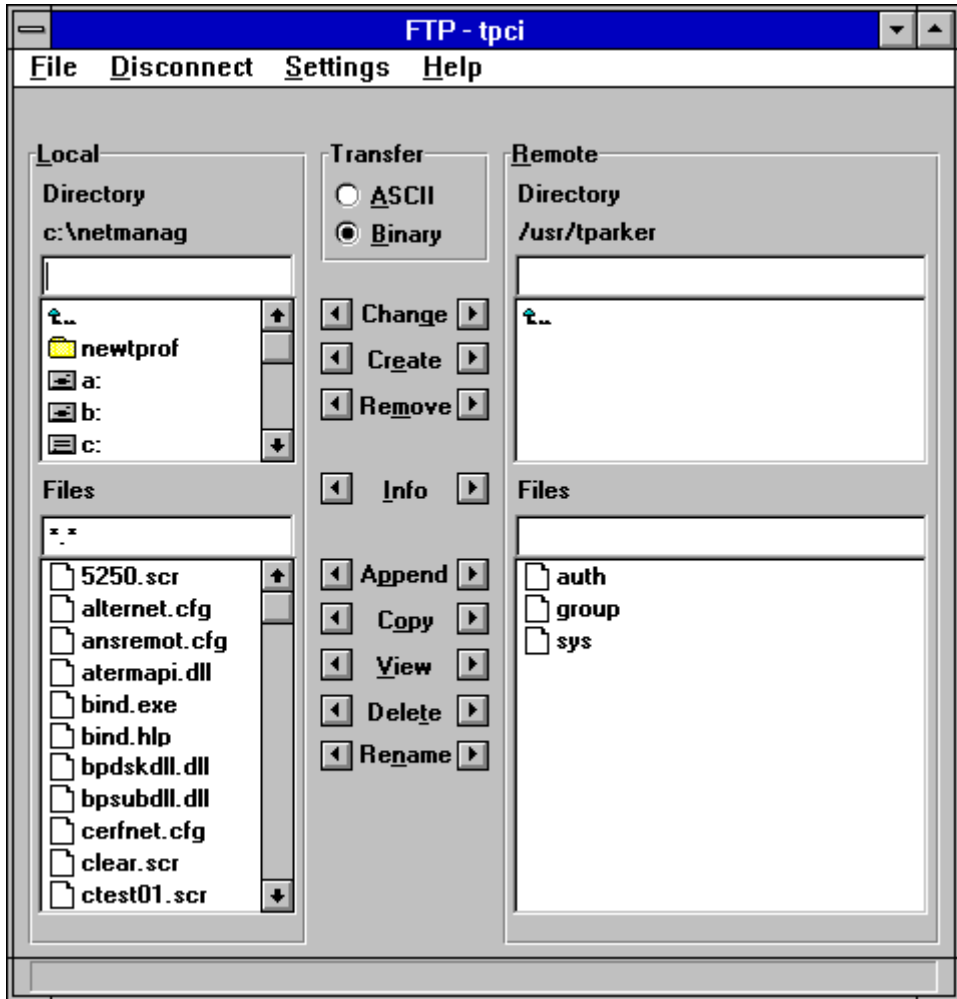 FTP - tpci
File Disconnect Settings Help
Local
Directory
c:\netmanag
..
newtprof
a:
b:
c:
Files
*.*
5250.scr
alternet.cfg
ansremot.cfg
atermapi.dll
bind.exe
bind.hlp
bpdskdll.dll
bpsubdll.dll
cerfnet.cfg
clear.scr
ctest01.scr
Transfer
ASCII
Binary
Change
Create
Remove
Info
Append
Copy
View
Delete
Rename
Remote
Directory
/usr/tparker
..
Files
auth
group
sys